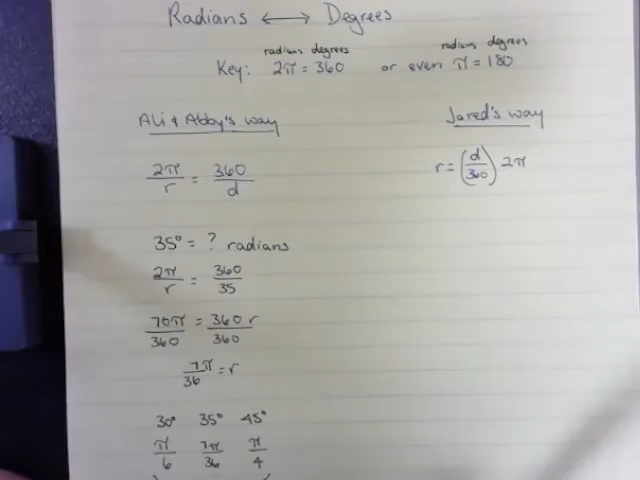 Radians ⟷ Degrees
radians degrees radians degrees
Key: 2π = 360 or even π = 180
Ali & Abby's way Jared's way
2π/r = 360/d r = (d/360) 2π
35° = ? radians
2π/r = 360/35
70π/360 = 360r/360
7π/36 = r
30° 35° 45°
π/6 7π/36 π/4